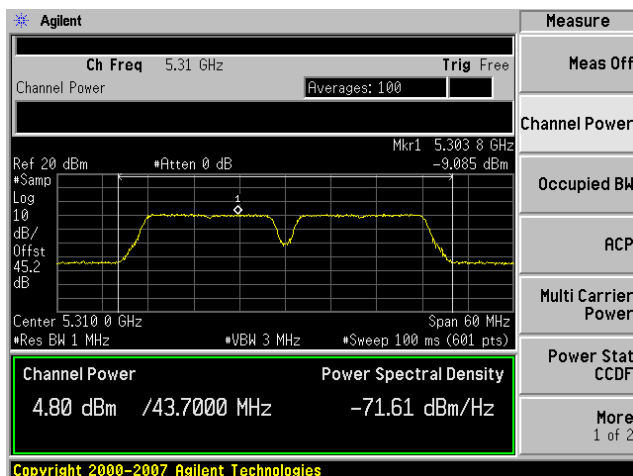 Agilent
Measure
Ch Freq 5.31 GHz Trig Free
Channel Power Averages: 100
Mkr1 5.303 8 GHz
Ref 20 dBm #Atten 0 dB -9.085 dBm
#Samp
Log
10
dB/
Offst
45.2
dB
1
Center 5.310 0 GHz Span 60 MHz
#Res BW 1 MHz #VBW 3 MHz #Sweep 100 ms (601 pts)
Channel Power Power Spectral Density
4.80 dBm /43.7000 MHz -71.61 dBm/Hz
Copyright 2000-2007 Agilent Technologies
Meas Off
Channel Power
Occupied BW
ACP
Multi Carrier
Power
Power Stat
CCDF
More
1 of 2